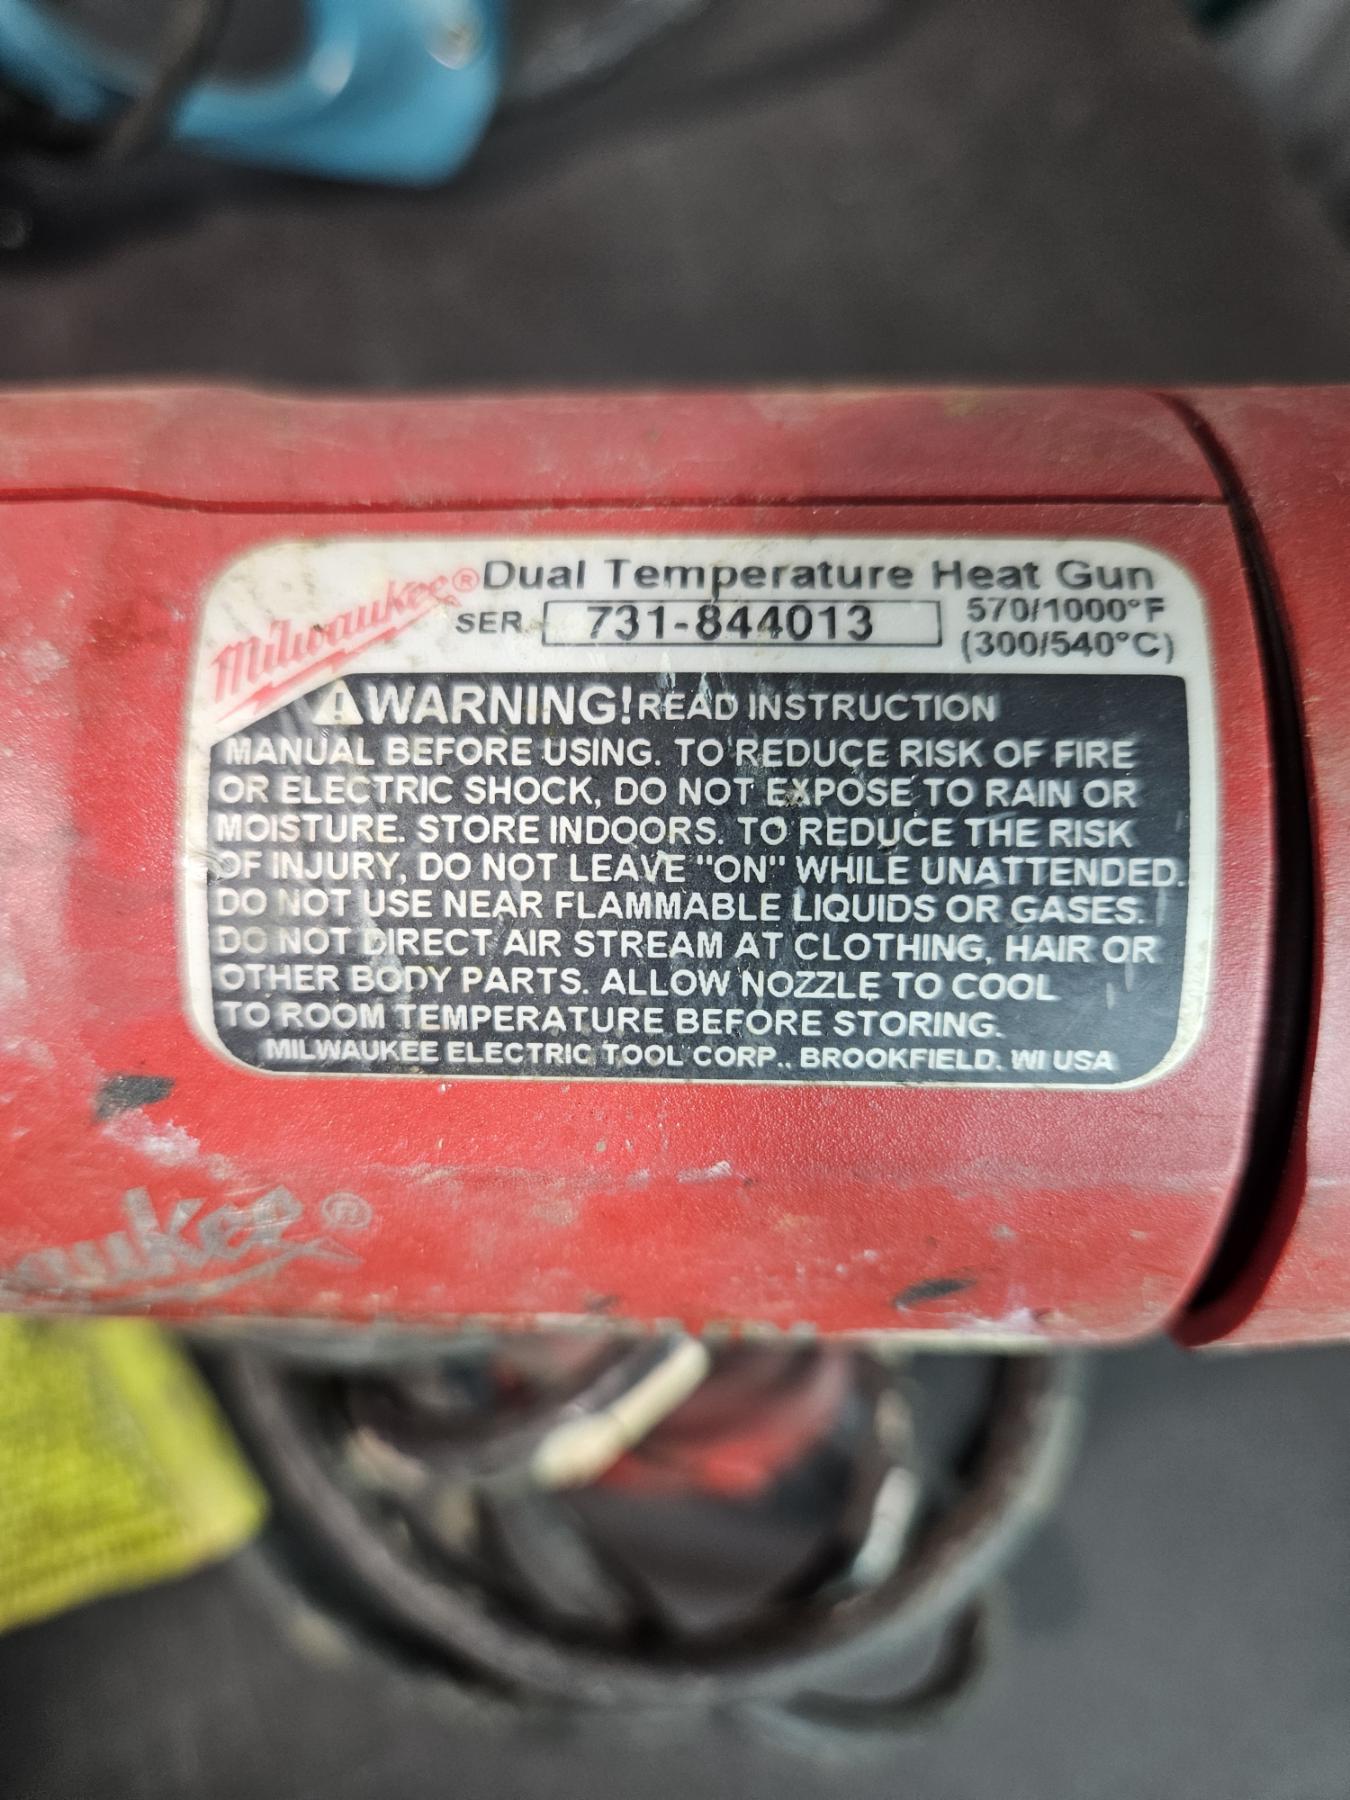 Milwaukee® Dual Temperature Heat Gun
SER. 731-844013 570/1000°F
(300/540°C)
WARNING! READ INSTRUCTION
MANUAL BEFORE USING. TO REDUCE RISK OF FIRE
OR ELECTRIC SHOCK, DO NOT EXPOSE TO RAIN OR
MOISTURE. STORE INDOORS. TO REDUCE THE RISK
OF INJURY, DO NOT LEAVE "ON" WHILE UNATTENDED.
DO NOT USE NEAR FLAMMABLE LIQUIDS OR GASES.
DO NOT DIRECT AIR STREAM AT CLOTHING, HAIR OR
OTHER BODY PARTS. ALLOW NOZZLE TO COOL
TO ROOM TEMPERATURE BEFORE STORING.
MILWAUKEE ELECTRIC TOOL CORP., BROOKFIELD, WI USA
aukee®